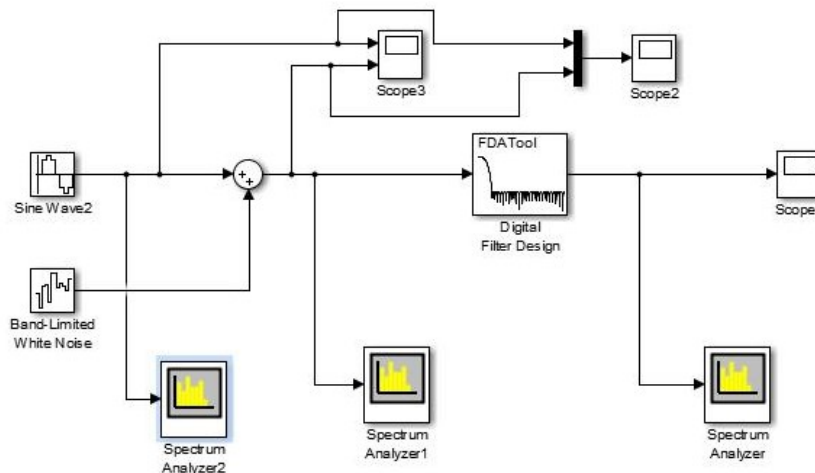 Scope3
Scope2
FDATool
Sine Wave2
Digital
Filter Design
Scope
Band-Limited
White Noise
Spectrum
Analyzer2
Spectrum
Analyzer1
Spectrum
Analyzer